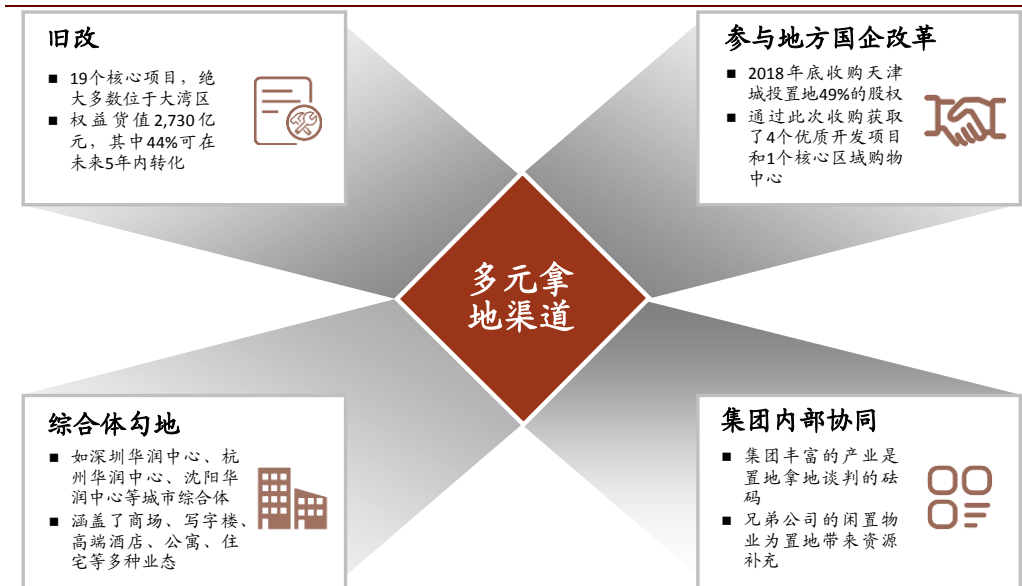 旧改
■ 19个核心项目，绝
大多数位于大湾区
■ 权益货值2,730亿
元，其中44%可在
未来5年内转化
参与地方国企改革
■ 2018年底收购天津
城投置地49%的股权
■ 通过此次收购获取
了4个优质开发项目
和1个核心区域购物
中心
多元拿
地渠道
综合体勾地
■ 如深圳华润中心、杭
州华润中心、沈阳华
润中心等城市综合体
■ 涵盖了商场、写字楼、
高端酒店、公寓、住
宅等多种业态
集团内部协同
■ 集团丰富的产业是
置地拿地谈判的砝
码
■ 兄弟公司的闲置物
业为置地带来资源
补充